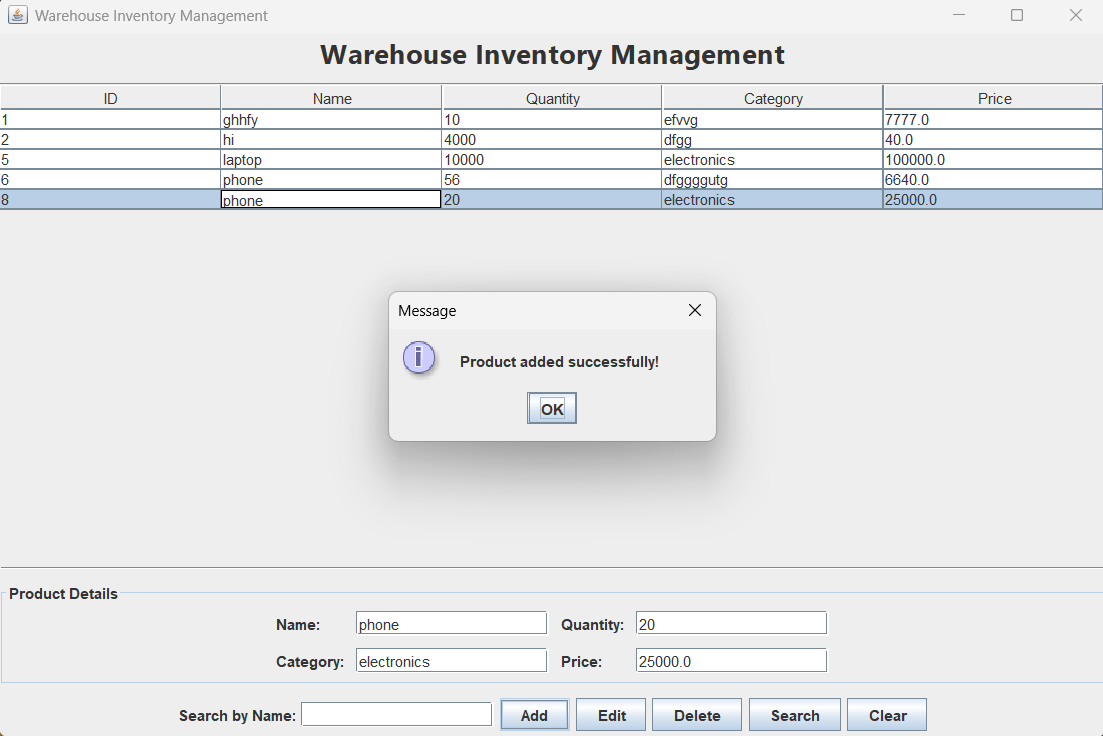 Warehouse Inventory Management
Warehouse Inventory Management
ID Name Quantity Category Price
1 ghhfy 10 efvvg 7777.0
2 hi 4000 dfgg 40.0
5 laptop 10000 electronics 100000.0
6 phone 56 dfggggutg 6640.0
8 phone 20 electronics 25000.0
Message
Product added successfully!
OK
Product Details
Name: phone Quantity: 20
Category: electronics Price: 25000.0
Search by Name: Add Edit Delete Search Clear